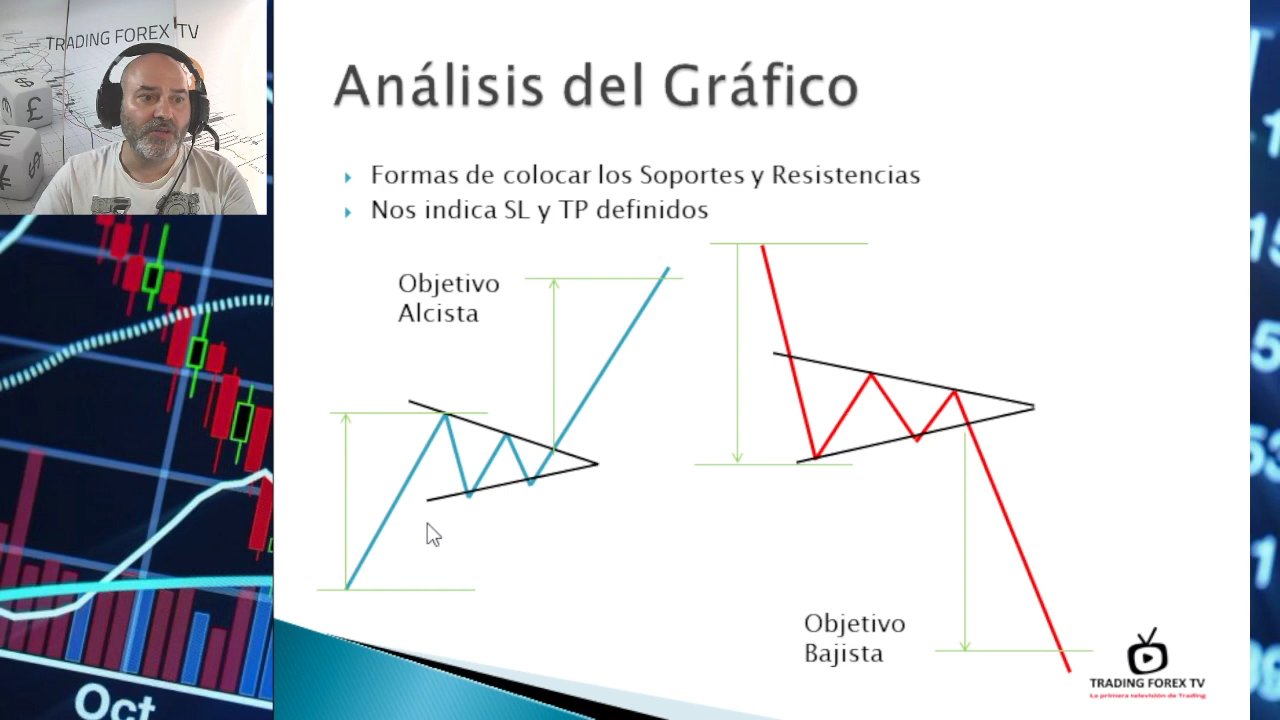 TRADING FOREX TV
Análisis del Gráfico
Formas de colocar los Soportes y Resistencias
Nos indica SL y TP definidos
Objetivo
Alcista
Objetivo
Bajista
TRADING FOREX TV
La primera televisión de Trading
Oct